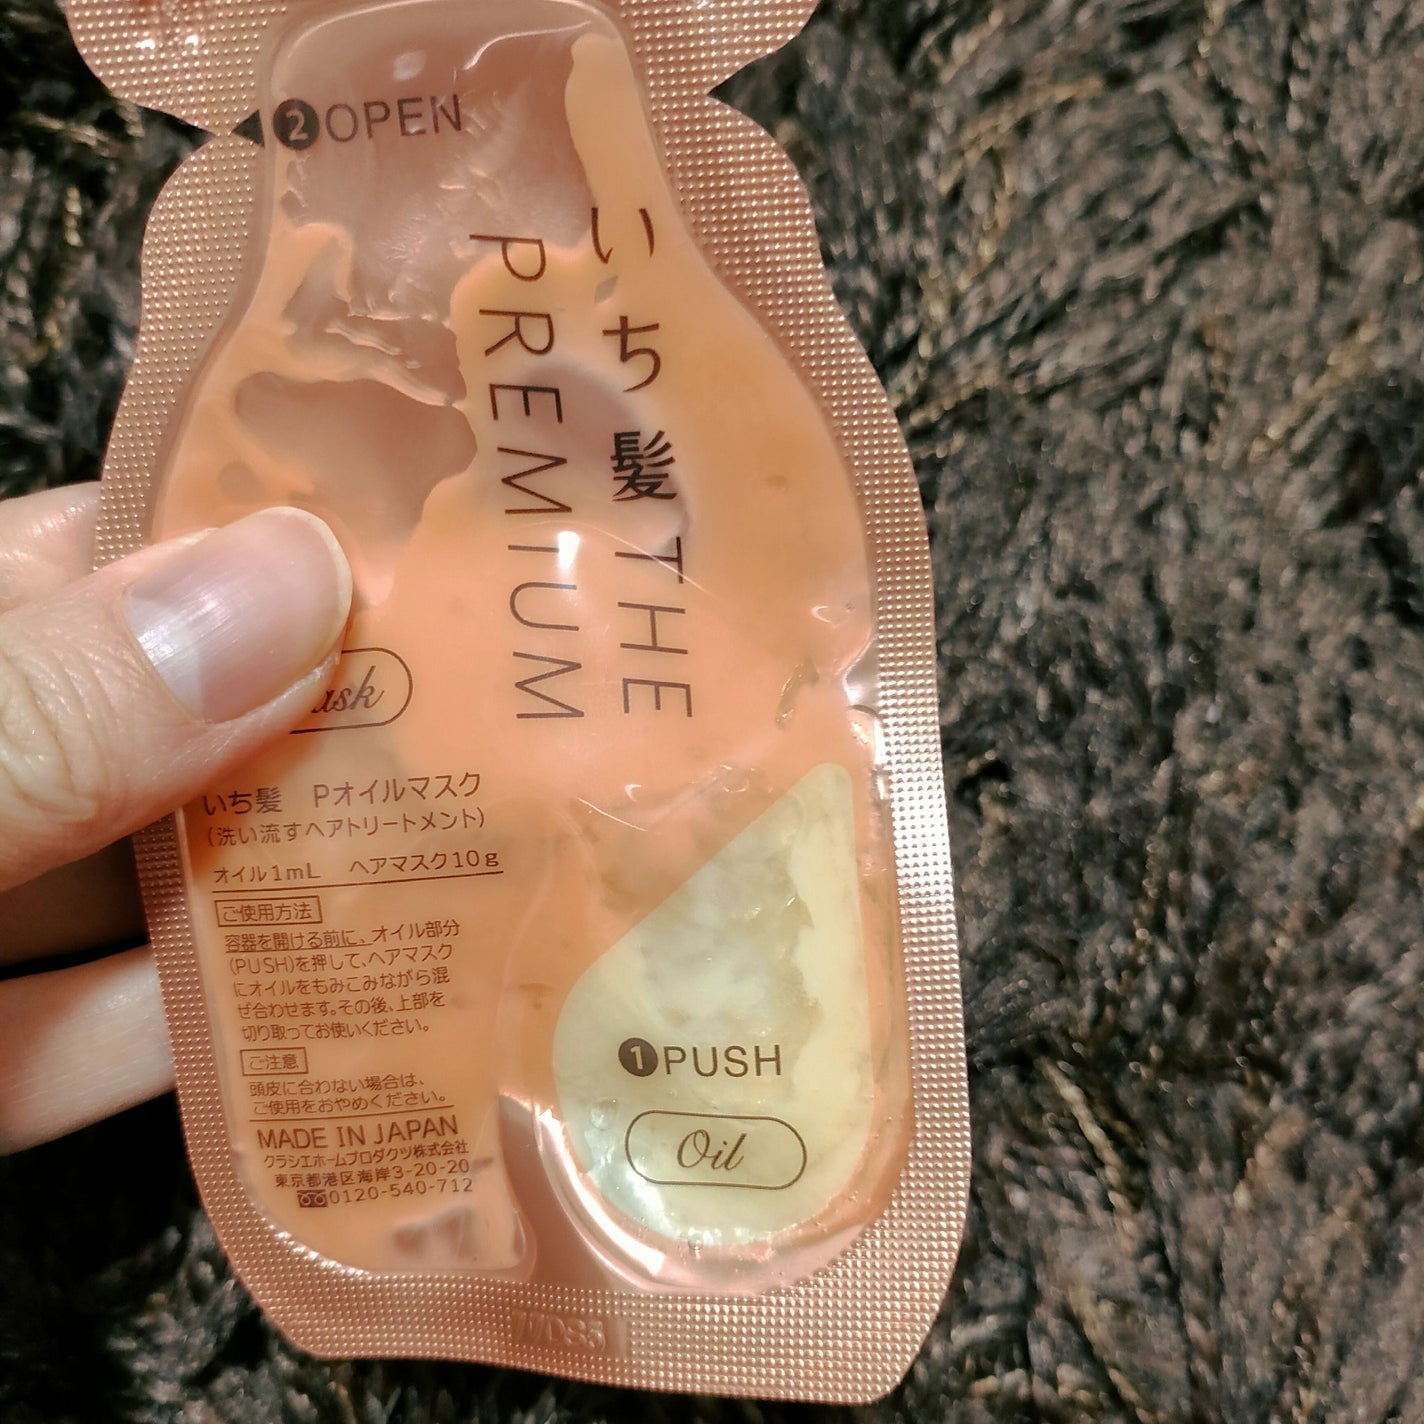 2 OPEN
いち髪 THE
PREMIUM
いち髪 Pオイルマスク
(洗い流すヘアトリートメント)
オイル1mL ヘアマスク10g
ご使用方法
容器を開ける前に、オイル部分
(PUSH)を押して、ヘアマスク
にオイルをもみこみながら混
ぜ合わせます。その後、上部を
切り取ってお使いください。
ご注意
頭皮に合わない場合は、
ご使用をおやめください。
MADE IN JAPAN
クラシエホームプロダクツ株式会社
東京都港区海岸3-20-20
0120-540-712
1 PUSH
Oil